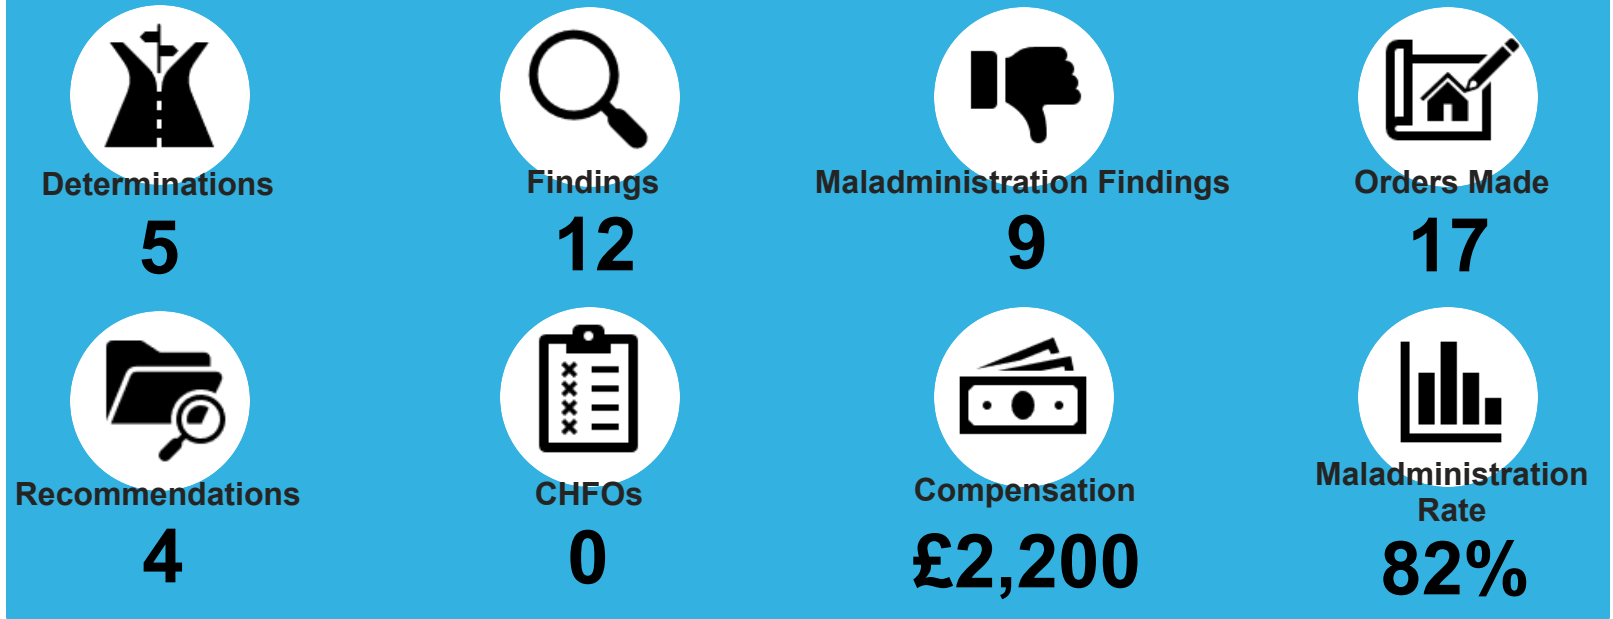 Determinations
5
Findings
12
Maladministration Findings
9
Orders Made
17
Recommendations
4
CHFOs
0
Compensation
£2,200
Maladministration
Rate
82%